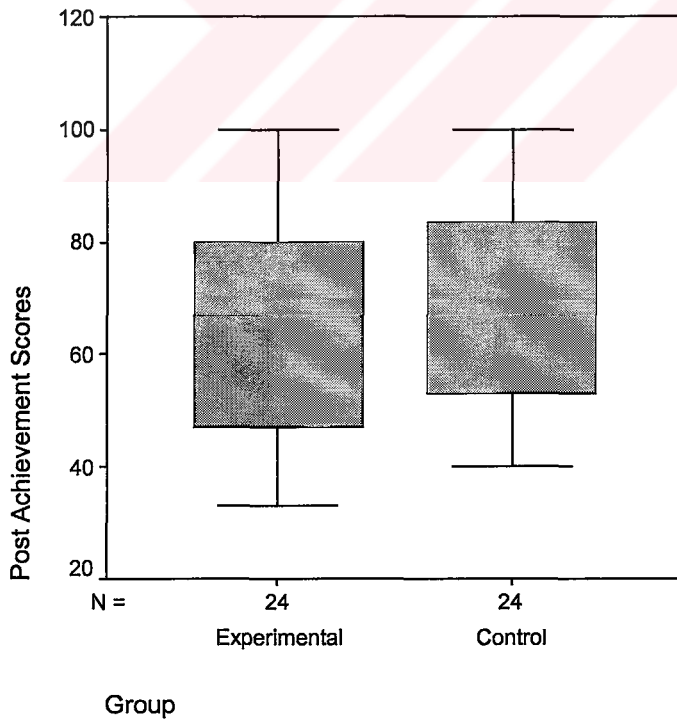 120
100
80
60
40
20
Post Achievement Scores
N = 24 24
Experimental Control
Group